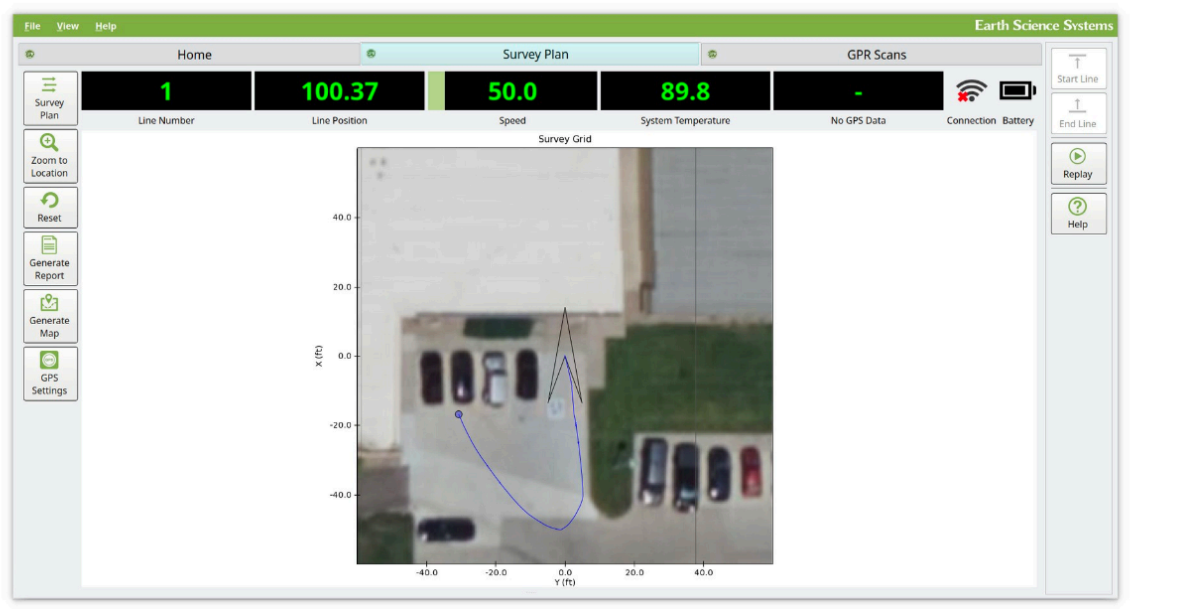 File View Help
Earth Science Systems
Home
Survey Plan
GPR Scans
Survey
Plan
1
100.37
50.0
89.8
-
Line Number
Line Position
Speed
System Temperature
No GPS Data
Connection
Battery
Start Line
End Line
Replay
Help
Zoom to
Location
Reset
Generate
Report
Generate
Map
GPS
Settings
Survey Grid
40.0
20.0
0.0
-20.0
-40.0
X (ft)
-40.0
-20.0
0.0
20.0
40.0
Y (ft)